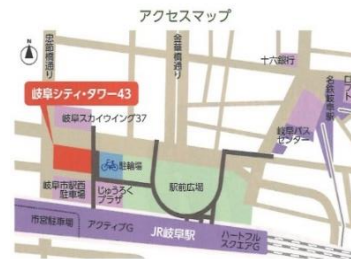 アクセスマップ
忠節橋通り
金華橋通り
十六銀行
名鉄岐阜駅
ロフト
岐阜シティ・タワー43
岐阜スカイウイング37
岐阜バス
センター
駐輪場
岐阜市駅西
駐車場
じゅうろく
プラザ
駅前広場
市営駐車場
アクティブG
JR岐阜駅
ハートフル
スクエアG